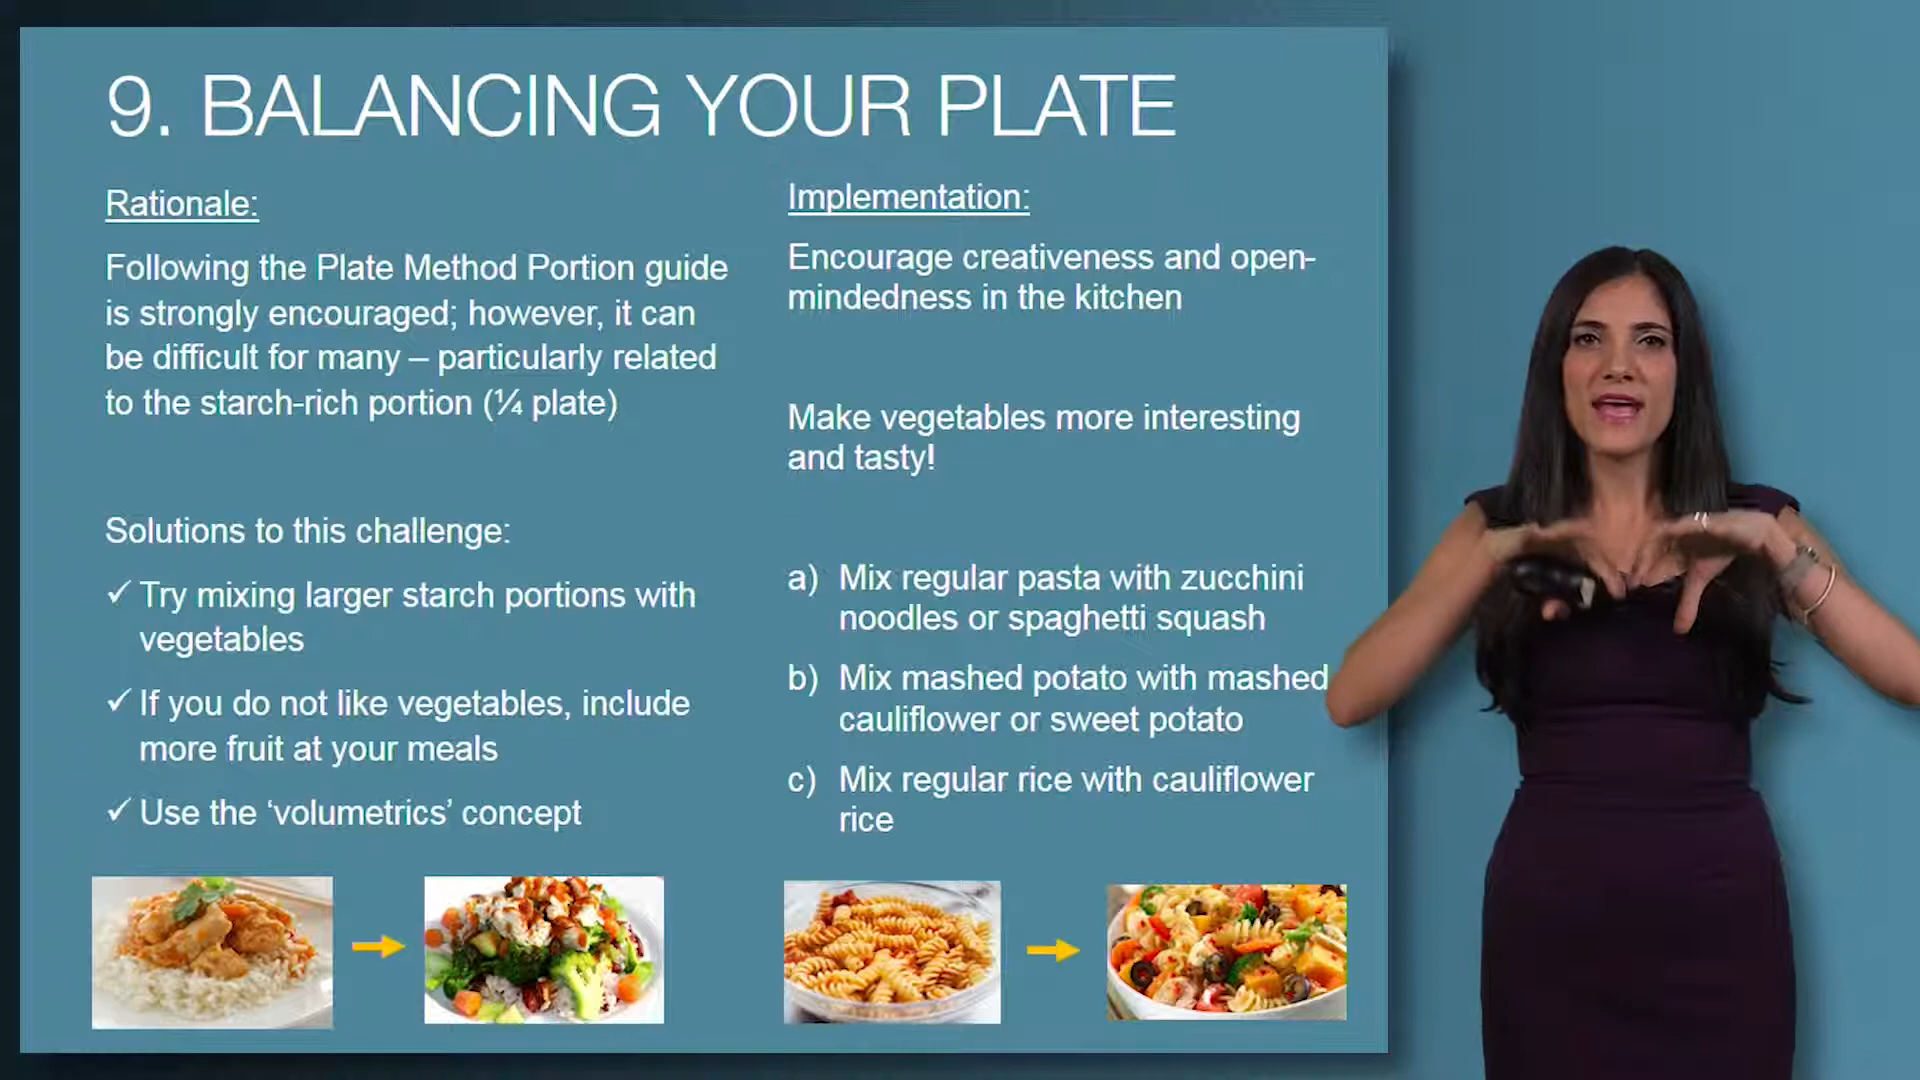 9. BALANCING YOUR PLATE
Rationale:
Following the Plate Method Portion guide
is strongly encouraged; however, it can
be difficult for many – particularly related
to the starch-rich portion (¼ plate)
Solutions to this challenge:
✓ Try mixing larger starch portions with
vegetables
✓ If you do not like vegetables, include
more fruit at your meals
✓ Use the ‘volumetrics’ concept
Implementation:
Encourage creativeness and open-
mindedness in the kitchen
Make vegetables more interesting
and tasty!
a) Mix regular pasta with zucchini
noodles or spaghetti squash
b) Mix mashed potato with mashed
cauliflower or sweet potato
c) Mix regular rice with cauliflower
rice